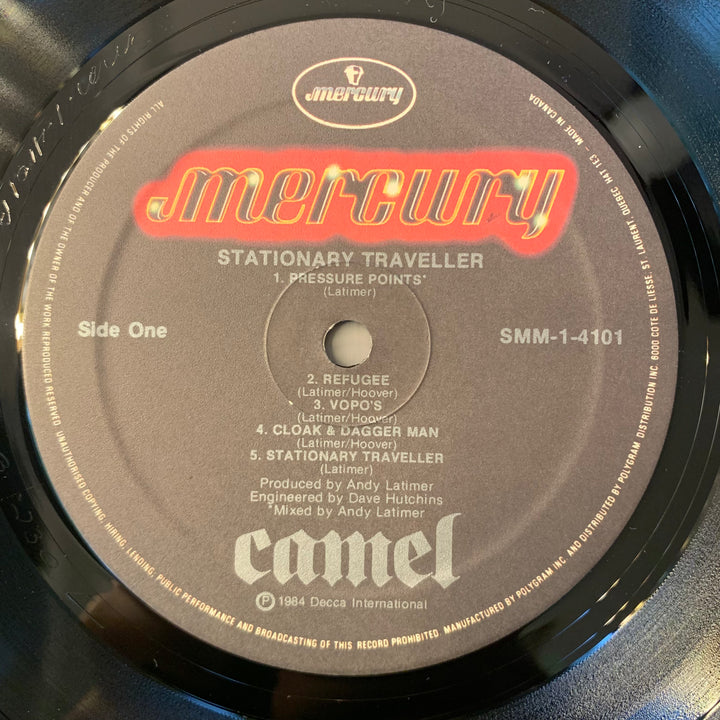 mercury
mercury
STATIONARY TRAVELLER
1. PRESSURE POINTS*
(Latimer)
Side One
SMM-1-4101
2. REFUGEE
(Latimer/Hoover)
3. VOPO'S
(Latimer/Hoover)
4. CLOAK & DAGGER MAN
(Latimer/Hoover)
5. STATIONARY TRAVELLER
(Latimer)
Produced by Andy Latimer
Engineered by Dave Hutchins
*Mixed by Andy Latimer
camel
Ⓟ 1984 Decca International
ALL RIGHTS OF THE PRODUCER AND OF THE OWNER OF THE WORK REPRODUCED RESERVED. UNAUTHORISED COPYING, HIRING, LENDING, PUBLIC PERFORMANCE AND BROADCASTING OF THIS RECORD PROHIBITED. MANUFACTURED BY POLYGRAM INC. AND DISTRIBUTED BY POLYGRAM DISTRIBUTION INC. 6000 COTE DE LIESSE, ST LAURENT, QUEBEC, H4T 1E3 - MADE IN CANADA